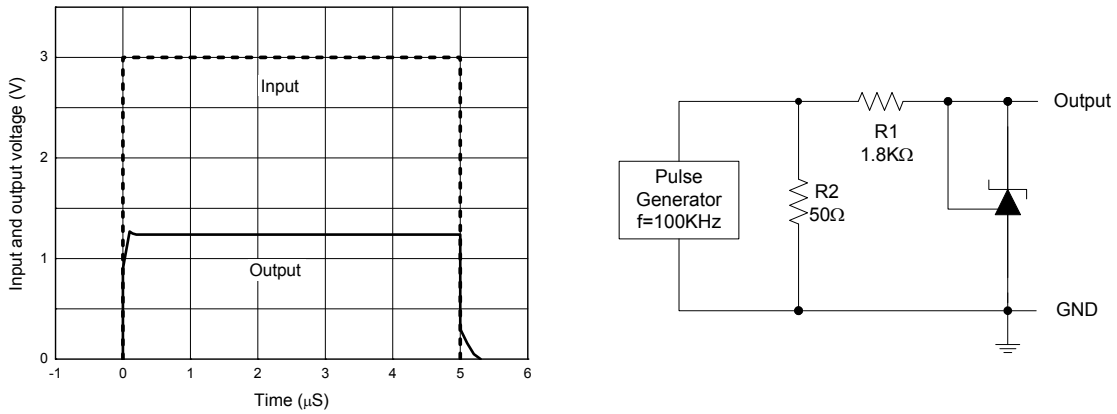 Input and output voltage (V)
3
2
1
0
Input
Output
-1 0 1 2 3 4 5 6
Time (μS)
Output
R1
1.8KΩ
Pulse
Generator
f=100KHz
R2
50Ω
GND